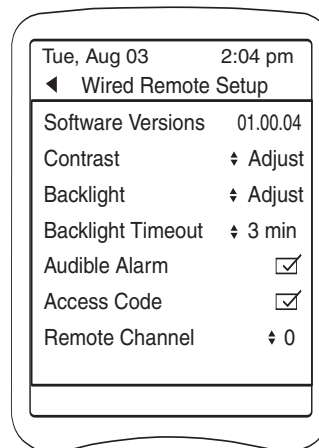 Tue, Aug 03 2:04 pm
Wired Remote Setup
Software Versions 01.00.04
Contrast Adjust
Backlight Adjust
Backlight Timeout 3 min
Audible Alarm
Access Code
Remote Channel 0